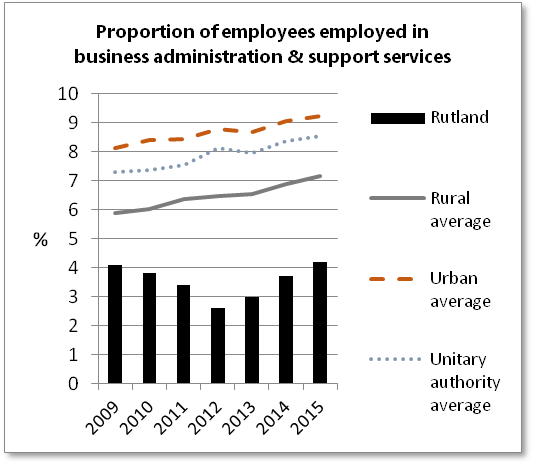 Proportion of employees employed in
business administration & support services
10
9
8
7
6
5
4
3
2
1
0
%
2009
2010
2011
2012
2013
2014
2015
Rutland
Rural
average
Urban
average
Unitary
authority
average